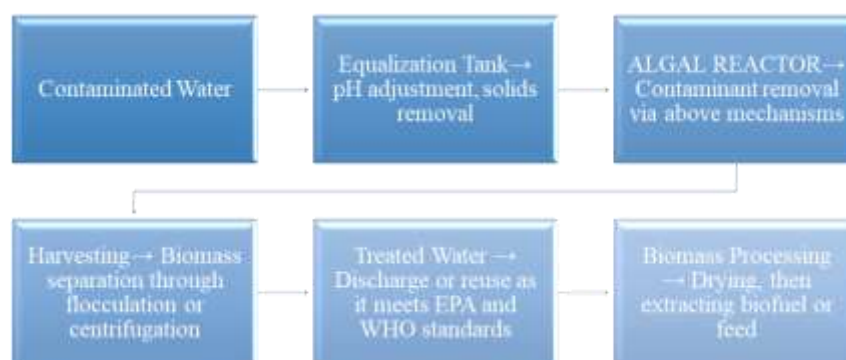 Contaminated Water
Equalization Tank→
pH adjustment, solids
removal
ALGAL REACTOR→
Contaminant removal
via above mechanisms
Harvesting→ Biomass
separation through
flocculation or
centrifugation
Treated Water →
Discharge or reuse as
it meets EPA and
WHO standards
Biomass Processing
→ Drying, then
extracting biofuel or
feed